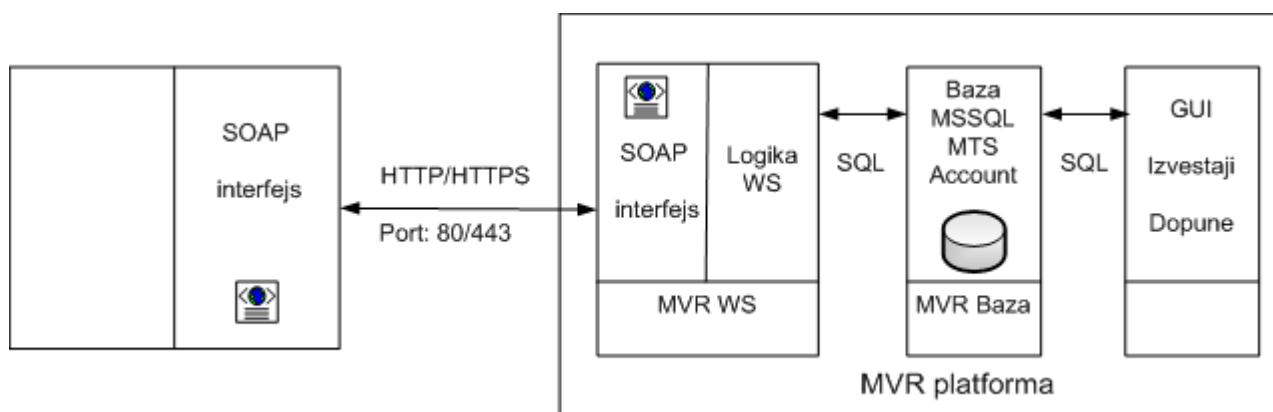 SOAP
interfejs
HTTP/HTTPS
Port: 80/443
SOAP
interfejs
Logika
WS
MVR WS
SQL
Baza
MSSQL
MTS
Account
MVR Baza
SQL
GUI
Izvestaji
Dopune
MVR platforma